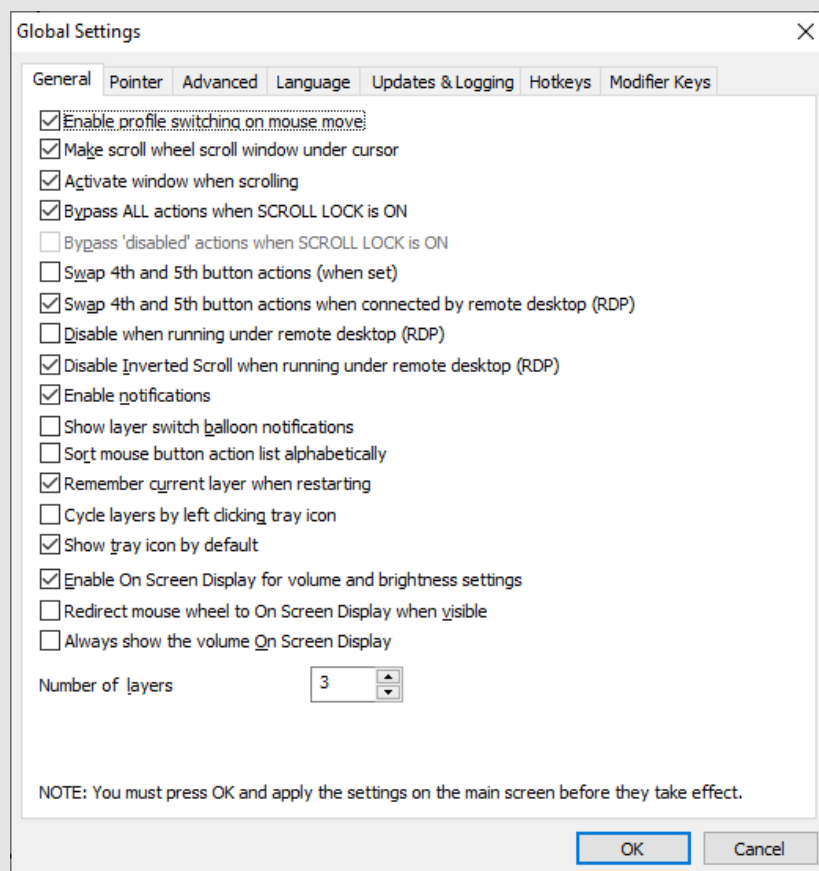 Global Settings
General Pointer Advanced Language Updates & Logging Hotkeys Modifier Keys
Enable profile switching on mouse move
Make scroll wheel scroll window under cursor
Activate window when scrolling
Bypass ALL actions when SCROLL LOCK is ON
Bypass 'disabled' actions when SCROLL LOCK is ON
Swap 4th and 5th button actions (when set)
Swap 4th and 5th button actions when connected by remote desktop (RDP)
Disable when running under remote desktop (RDP)
Disable Inverted Scroll when running under remote desktop (RDP)
Enable notifications
Show layer switch balloon notifications
Sort mouse button action list alphabetically
Remember current layer when restarting
Cycle layers by left clicking tray icon
Show tray icon by default
Enable On Screen Display for volume and brightness settings
Redirect mouse wheel to On Screen Display when visible
Always show the volume On Screen Display
Number of layers 3
NOTE: You must press OK and apply the settings on the main screen before they take effect.
OK Cancel